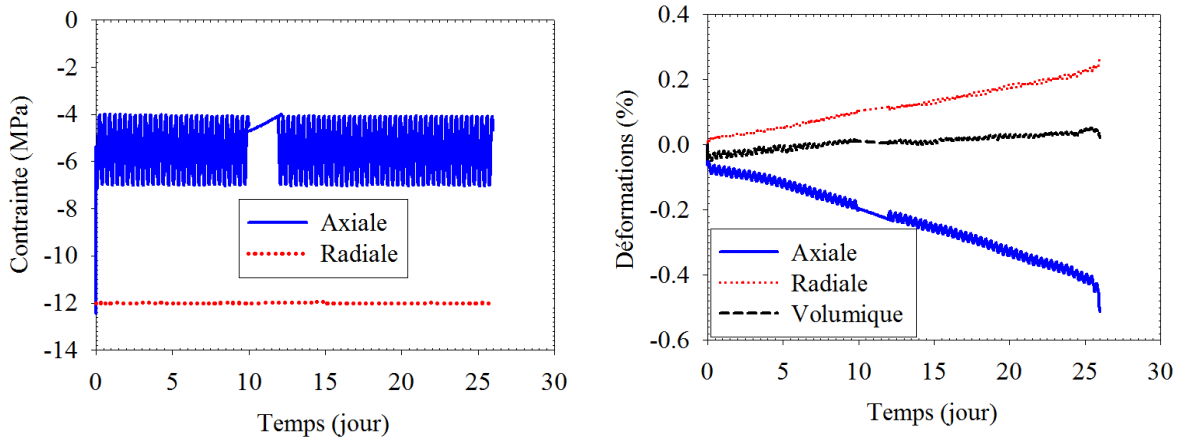 Contrainte (MPa)
0
-2
-4
-6
-8
-10
-12
-14
Axiale
Radiale
0 5 10 15 20 25 30
Temps (jour)
Déformations (%)
0.4
0.2
0.0
-0.2
-0.4
-0.6
Axiale
Radiale
Volumique
0 5 10 15 20 25 30
Temps (jour)